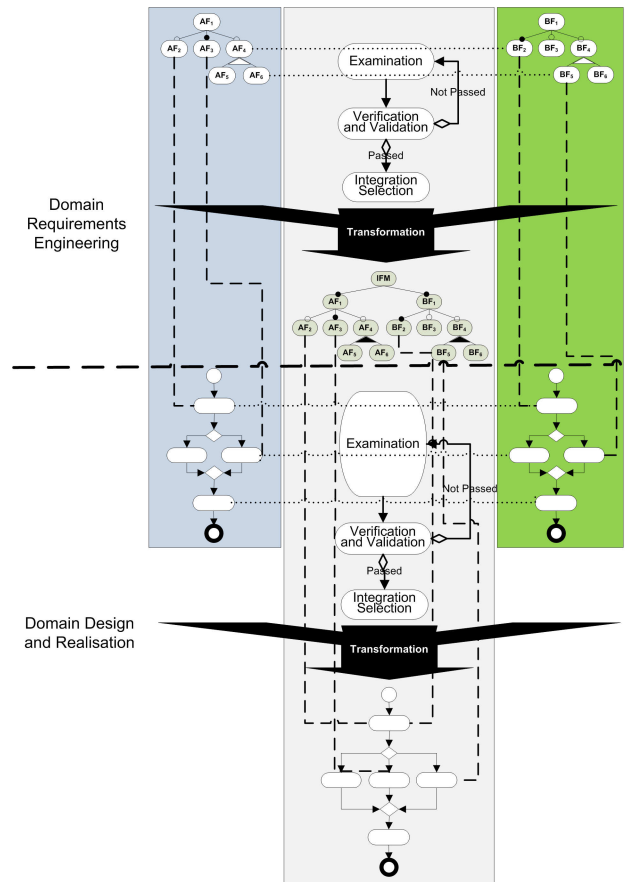 AF1
BF1
AF2
AF3
AF4
BF2
BF3
BF4
AF5
AF6
BF5
BF6
Examination
Not Passed
Verification
and Validation
Passed
Integration
Selection
Domain
Requirements
Engineering
Transformation
IFM
AF1
BF1
AF2
AF3
AF4
BF2
BF3
BF4
AF5
AF6
BF5
BF6
Examination
Not Passed
Verification
and Validation
Passed
Integration
Selection
Domain Design
and Realisation
Transformation